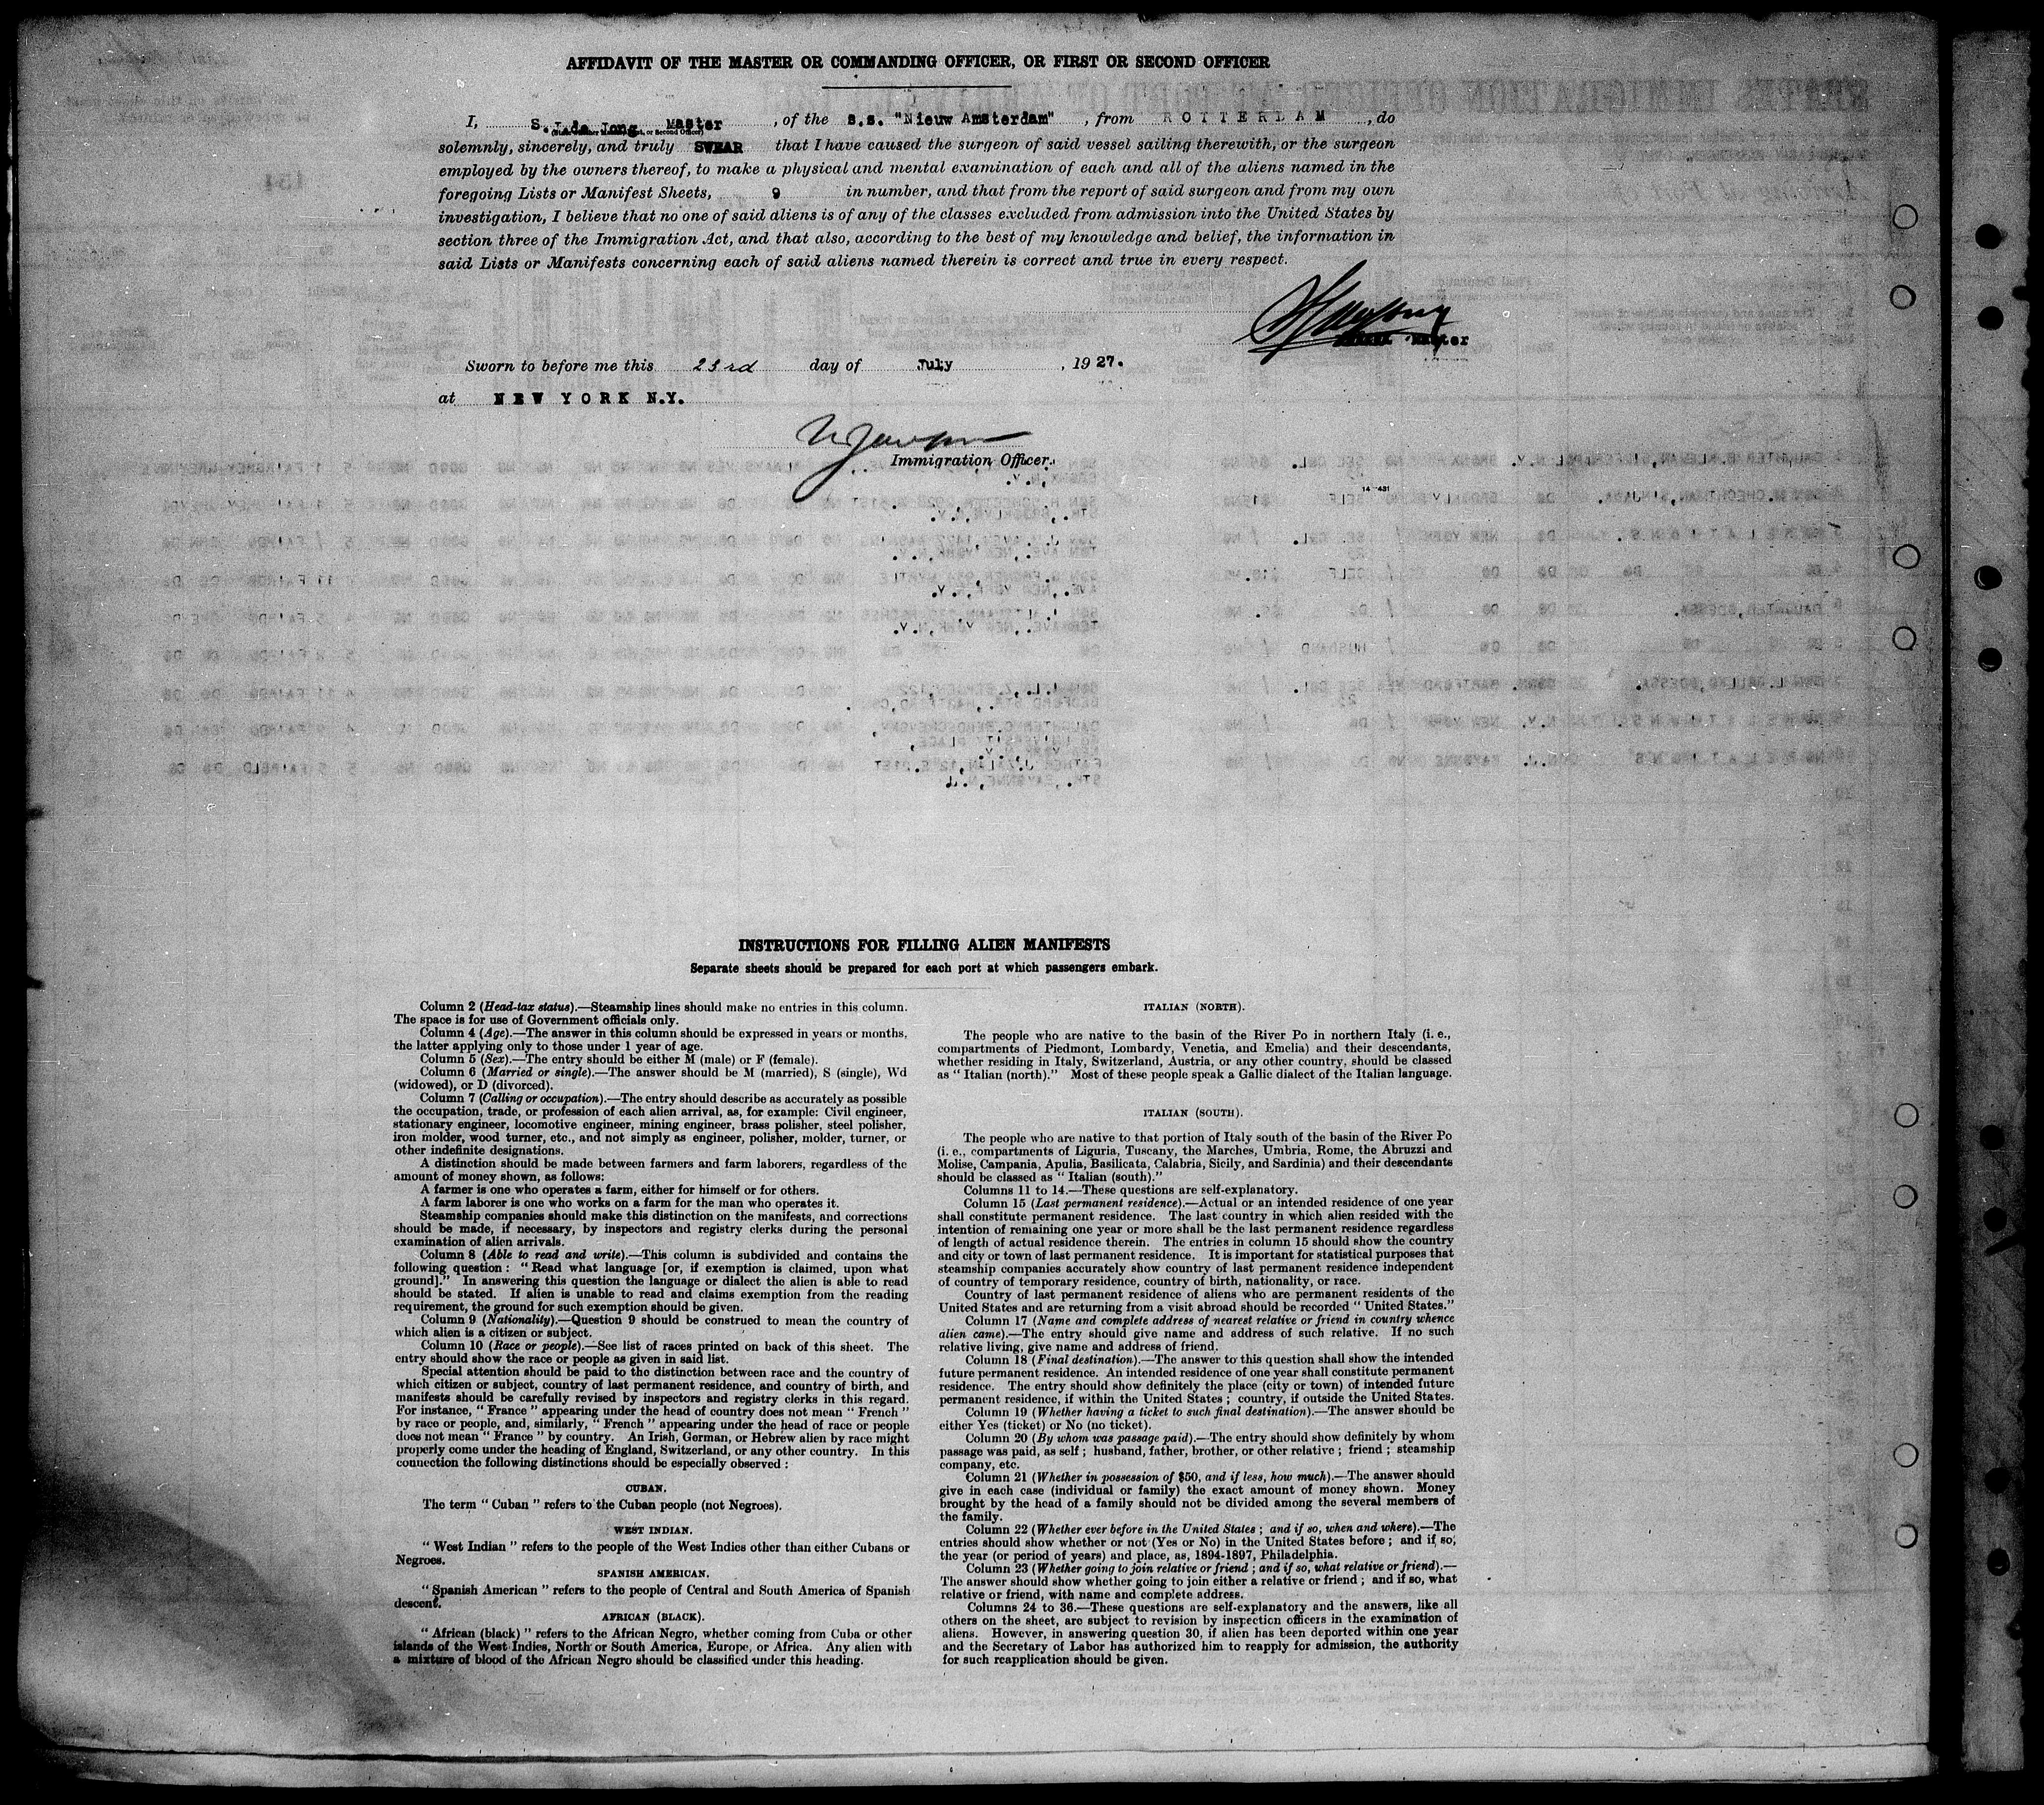 AFFIDAVIT OF THE MASTER OR COMMANDING OFFICER, OR FIRST OR SECOND OFFICER
I, S.J.de Jong Master, of the s.s. "Nieuw Amsterdam", from ROTTERDAM, do
solemnly, sincerely, and truly SWEAR that I have caused the surgeon of said vessel sailing therewith, or the surgeon
employed by the owners thereof, to make a physical and mental examination of each and all of the aliens named in the
foregoing Lists or Manifest Sheets, 9 in number, and that from the report of said surgeon and from my own
investigation, I believe that no one of said aliens is of any of the classes excluded from admission into the United States by
section three of the Immigration Act, and that also, according to the best of my knowledge and belief, the information in
said Lists or Manifests concerning each of said aliens named therein is correct and true in every respect.
Master
Sworn to before me this 23rd day of July, 1927.
at NEW YORK N.Y.
Immigration Officer.
14-431
INSTRUCTIONS FOR FILLING ALIEN MANIFESTS
Separate sheets should be prepared for each port at which passengers embark.
Column 2 (Head-tax status).—Steamship lines should make no entries in this column.
The space is for use of Government officials only.
Column 4 (Age).—The answer in this column should be expressed in years or months,
the latter applying only to those under 1 year of age.
Column 5 (Sex).—The entry should be either M (male) or F (female).
Column 6 (Married or single).—The answer should be M (married), S (single), Wd
(widowed), or D (divorced).
Column 7 (Calling or occupation).—The entry should describe as accurately as possible
the occupation, trade, or profession of each alien arrival, as, for example: Civil engineer,
stationary engineer, locomotive engineer, mining engineer, brass polisher, steel polisher,
iron molder, wood turner, etc., and not simply as engineer, polisher, molder, turner, or
other indefinite designations.
A distinction should be made between farmers and farm laborers, regardless of the
amount of money shown, as follows:
A farmer is one who operates a farm, either for himself or for others.
A farm laborer is one who works on a farm for the man who operates it.
Steamship companies should make this distinction on the manifests, and corrections
should be made, if necessary, by inspectors and registry clerks during the personal
examination of alien arrivals.
Column 8 (Able to read and write).—This column is subdivided and contains the
following question: "Read what language [or, if exemption is claimed, upon what
ground]." In answering this question the language or dialect the alien is able to read
should be stated. If alien is unable to read and claims exemption from the reading
requirement, the ground for such exemption should be given.
Column 9 (Nationality).—Question 9 should be construed to mean the country of
which alien is a citizen or subject.
Column 10 (Race or people).—See list of races printed on back of this sheet. The
entry should show the race or people as given in said list.
Special attention should be paid to the distinction between race and the country of
which citizen or subject, country of last permanent residence, and country of birth, and
manifests should be carefully revised by inspectors and registry clerks in this regard.
For instance, "France" appearing under the head of country does not mean "French"
by race or people, and, similarly, "French" appearing under the head of race or people
does not mean "France" by country. An Irish, German, or Hebrew alien by race might
properly come under the heading of England, Switzerland, or any other country. In this
connection the following distinctions should be especially observed:
CUBAN.
The term "Cuban" refers to the Cuban people (not Negroes).
WEST INDIAN.
"West Indian" refers to the people of the West Indies other than either Cubans or
Negroes.
SPANISH AMERICAN.
"Spanish American" refers to the people of Central and South America of Spanish
descent.
AFRICAN (BLACK).
"African (black)" refers to the African Negro, whether coming from Cuba or other
islands of the West Indies, North or South America, Europe, or Africa. Any alien with
a mixture of blood of the African Negro should be classified under this heading.
ITALIAN (NORTH).
The people who are native to the basin of the River Po in northern Italy (i. e.,
compartments of Piedmont, Lombardy, Venetia, and Emelia) and their descendants,
whether residing in Italy, Switzerland, Austria, or any other country, should be classed
as "Italian (north)." Most of these people speak a Gallic dialect of the Italian language.
ITALIAN (SOUTH).
The people who are native to that portion of Italy south of the basin of the River Po
(i. e., compartments of Liguria, Tuscany, the Marches, Umbria, Rome, the Abruzzi and
Molise, Campania, Apulia, Basilicata, Calabria, Sicily, and Sardinia) and their descendants
should be classed as "Italian (south)."
Columns 11 to 14.—These questions are self-explanatory.
Column 15 (Last permanent residence).—Actual or an intended residence of one year
shall constitute permanent residence. The last country in which alien resided with the
intention of remaining one year or more shall be the last permanent residence regardless
of length of actual residence therein. The entries in column 15 should show the country
and city or town of last permanent residence. It is important for statistical purposes that
steamship companies accurately show country of last permanent residence independent
of country of temporary residence, country of birth, nationality, or race.
Country of last permanent residence of aliens who are permanent residents of the
United States and are returning from a visit abroad should be recorded "United States."
Column 17 (Name and complete address of nearest relative or friend in country whence
alien came).—The entry should give name and address of such relative. If no such
relative living, give name and address of friend.
Column 18 (Final destination).—The answer to this question shall show the intended
future permanent residence. An intended residence of one year shall constitute permanent
residence. The entry should show definitely the place (city or town) of intended future
permanent residence, if within the United States; country, if outside the United States.
Column 19 (Whether having a ticket to such final destination).—The answer should be
either Yes (ticket) or No (no ticket).
Column 20 (By whom was passage paid).—The entry should show definitely by whom
passage was paid, as self; husband, father, brother, or other relative; friend; steamship
company, etc.
Column 21 (Whether in possession of $50, and if less, how much).—The answer should
give in each case (individual or family) the exact amount of money shown. Money
brought by the head of a family should not be divided among the several members of
the family.
Column 22 (Whether ever before in the United States; and if so, when and where).—The
entries should show whether or not (Yes or No) in the United States before; and if so,
the year (or period of years) and place, as, 1894-1897, Philadelphia.
Column 23 (Whether going to join relative or friend; and if so, what relative or friend).—
The answer should show whether going to join either a relative or friend; and if so, what
relative or friend, with name and complete address.
Columns 24 to 36.—These questions are self-explanatory and the answers, like all
others on the sheet, are subject to revision by inspection officers in the examination of
aliens. However, in answering question 30, if alien has been deported within one year
and the Secretary of Labor has authorized him to reapply for admission, the authority
for such reapplication should be given.